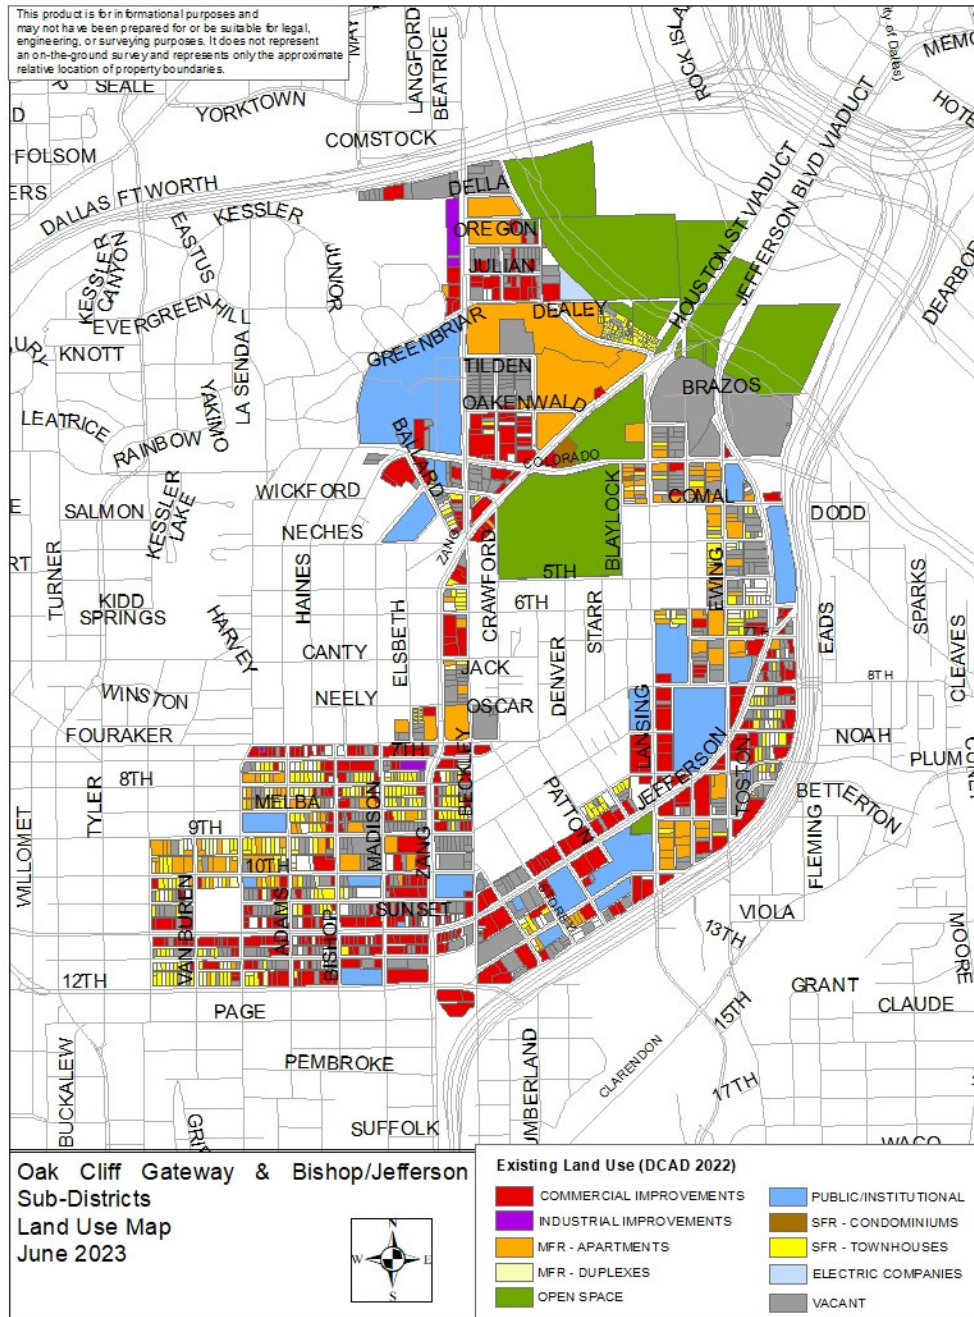 This product is for informational purposes and
may not have been prepared for or be suitable for legal,
engineering, or surveying purposes. It does not represent
an on-the-ground survey and represents only the approximate
relative location of property boundaries.
MAY
LANGFORD
BEATRICE
ROCK ISLA
ity of Dallas)
MEMO
SEALE
YORKTOWN
COMSTOCK
HOTE
D
FOLSOM
ERS
DALLAS FT WORTH
DELLA
HOUSTON ST VIADUCT
JEFFERSON BLVD VIADUCT
KESSLER
EASTUS
OREGON
KESSLER
CANYON
JUNIOR
JULIAN
DEARBOR
EVERGREEN HILL
DEALEY
GREENBRIAR
URY
KNOTT
LA SENDA
TILDEN
BRAZOS
YAKIMO
OAKENWALD
LEATRICE
RAINBOW
BALLARD
COLORADO
WICKFORD
BLAYLOCK
COMAL
E
SALMON
KESSLER
LAKE
DODD
NECHES
ZANG
CRAWFORD
RT
TURNER
HAINES
5TH
EWING
SPARKS
KIDD
SPRINGS
6TH
HARVEY
ELSBETH
STARR
EADS
CLEAVES
CANTY
JACK
DENVER
8TH
WINSTON
NEELY
OSCAR
LANSING
FOURAKER
7TH
BECKLEY
JEFFERSON
NOAH
PLUM
8TH
PATTON
TOSTON
BETTERTON
TYLER
MELBA
MADISON
WILLOMET
9TH
ZANG
FLEMING
10TH
VAN BUREN
ADAMS
BISHOP
SUNSET
VIOLA
13TH
MOORE
12TH
GRANT
PAGE
CLAUDE
15TH
BUCKALEW
PEMBROKE
UMBERLAND
CLARENDON
17TH
SUFFOLK
WACO
Oak Cliff Gateway & Bishop/Jefferson
Sub-Districts
Land Use Map
June 2023
N
W E
S
Existing Land Use (DCAD 2022)
COMMERCIAL IMPROVEMENTS
INDUSTRIAL IMPROVEMENTS
MFR - APARTMENTS
MFR - DUPLEXES
OPEN SPACE
PUBLIC/INSTITUTIONAL
SFR - CONDOMINIUMS
SFR - TOWNHOUSES
ELECTRIC COMPANIES
VACANT